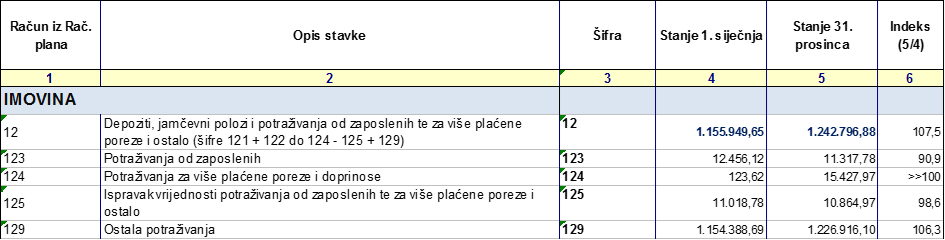 Račun iz Rač. plana Opis stavke Šifra Stanje 1. siječnja Stanje 31. prosinca Indeks (5/4)
1 2 3 4 5 6
IMOVINA
12 Depoziti, jamčevni polozi i potraživanja od zaposlenih te za više plaćene poreze i ostalo (šifre 121 + 122 do 124 - 125 + 129) 12 1.155.949,65 1.242.796,88 107,5
123 Potraživanja od zaposlenih 123 12.456,12 11.317,78 90,9
124 Potraživanja za više plaćene poreze i doprinose 124 123,62 15.427,97 >>100
125 Ispravak vrijednosti potraživanja od zaposlenih te za više plaćene poreze i ostalo 125 11.018,78 10.864,97 98,6
129 Ostala potraživanja 129 1.154.388,69 1.226.916,10 106,3